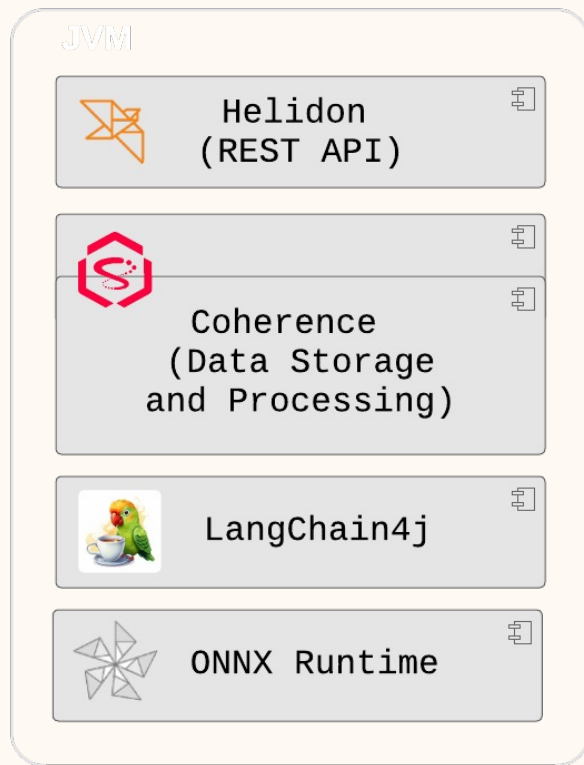 JVM
Helidon
(REST API)
Coherence
(Data Storage
and Processing)
LangChain4j
ONNX Runtime